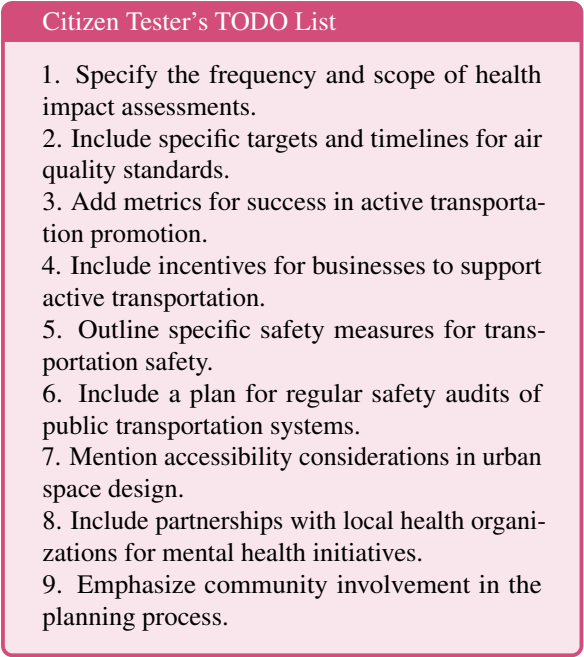 Citizen Tester's TODO List
1. Specify the frequency and scope of health
impact assessments.
2. Include specific targets and timelines for air
quality standards.
3. Add metrics for success in active transporta-
tion promotion.
4. Include incentives for businesses to support
active transportation.
5. Outline specific safety measures for trans-
portation safety.
6. Include a plan for regular safety audits of
public transportation systems.
7. Mention accessibility considerations in urban
space design.
8. Include partnerships with local health organi-
zations for mental health initiatives.
9. Emphasize community involvement in the
planning process.